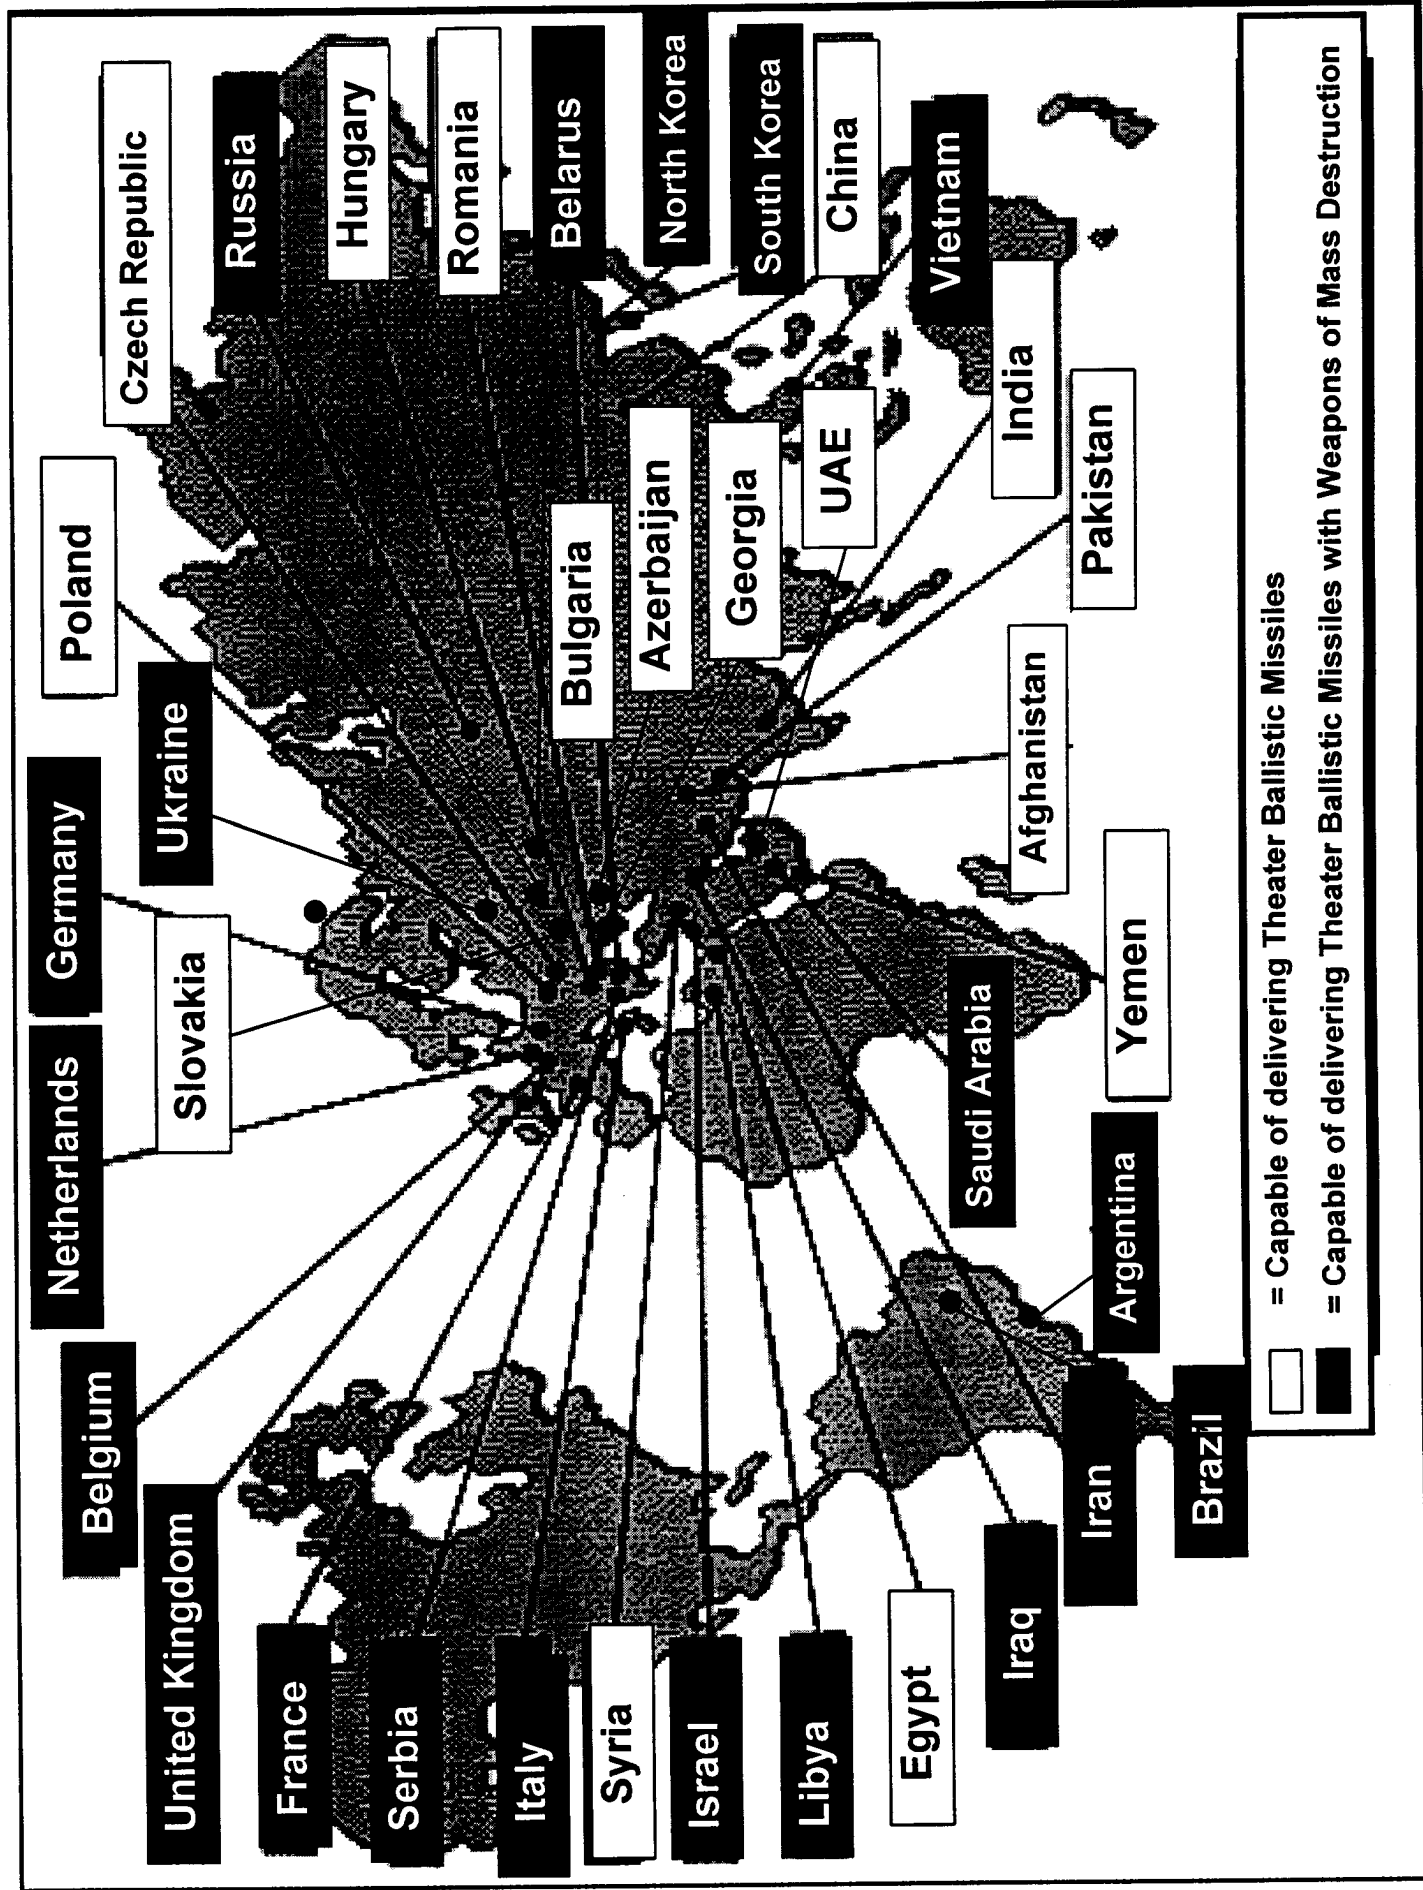 Belgium
Netherlands
Germany
Poland
Czech Republic
United Kingdom
Slovakia
Ukraine
Russia
France
Hungary
Serbia
Romania
Italy
Bulgaria
Belarus
Syria
Azerbaijan
North Korea
Israel
Georgia
South Korea
Libya
UAE
China
Egypt
Saudi Arabia
Vietnam
Iraq
Afghanistan
India
Iran
Argentina
Yemen
Pakistan
Brazil
= Capable of delivering Theater Ballistic Missiles
= Capable of delivering Theater Ballistic Missiles with Weapons of Mass Destruction